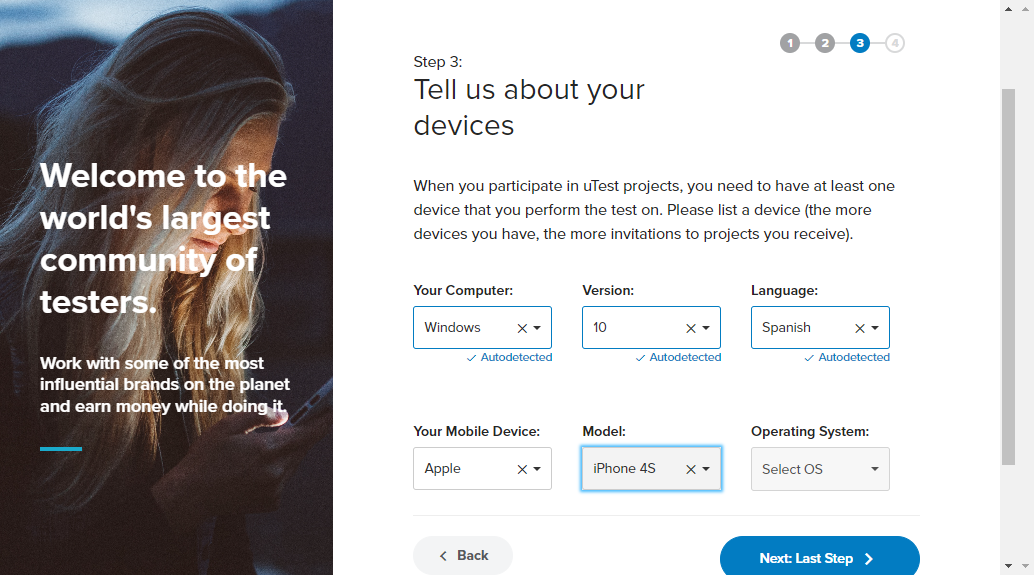 Welcome to the
world's largest
community of
testers.
Work with some of the most
influential brands on the planet
and earn money while doing it.
1 2 3 4
Step 3:
Tell us about your
devices
When you participate in uTest projects, you need to have at least one
device that you perform the test on. Please list a device (the more
devices you have, the more invitations to projects you receive).
Your Computer: Version: Language:
Windows 10 Spanish
Autodetected Autodetected Autodetected
Your Mobile Device: Model: Operating System:
Apple iPhone 4S Select OS
Back Next: Last Step